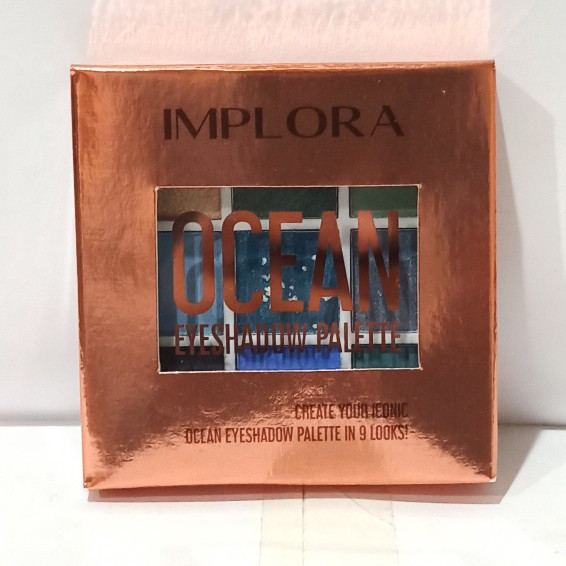 IMPLORA
OCEAN
EYESHADOW PALETTE
CREATE YOUR ICONIC
OCEAN EYESHADOW PALETTE IN 9 LOOKS!